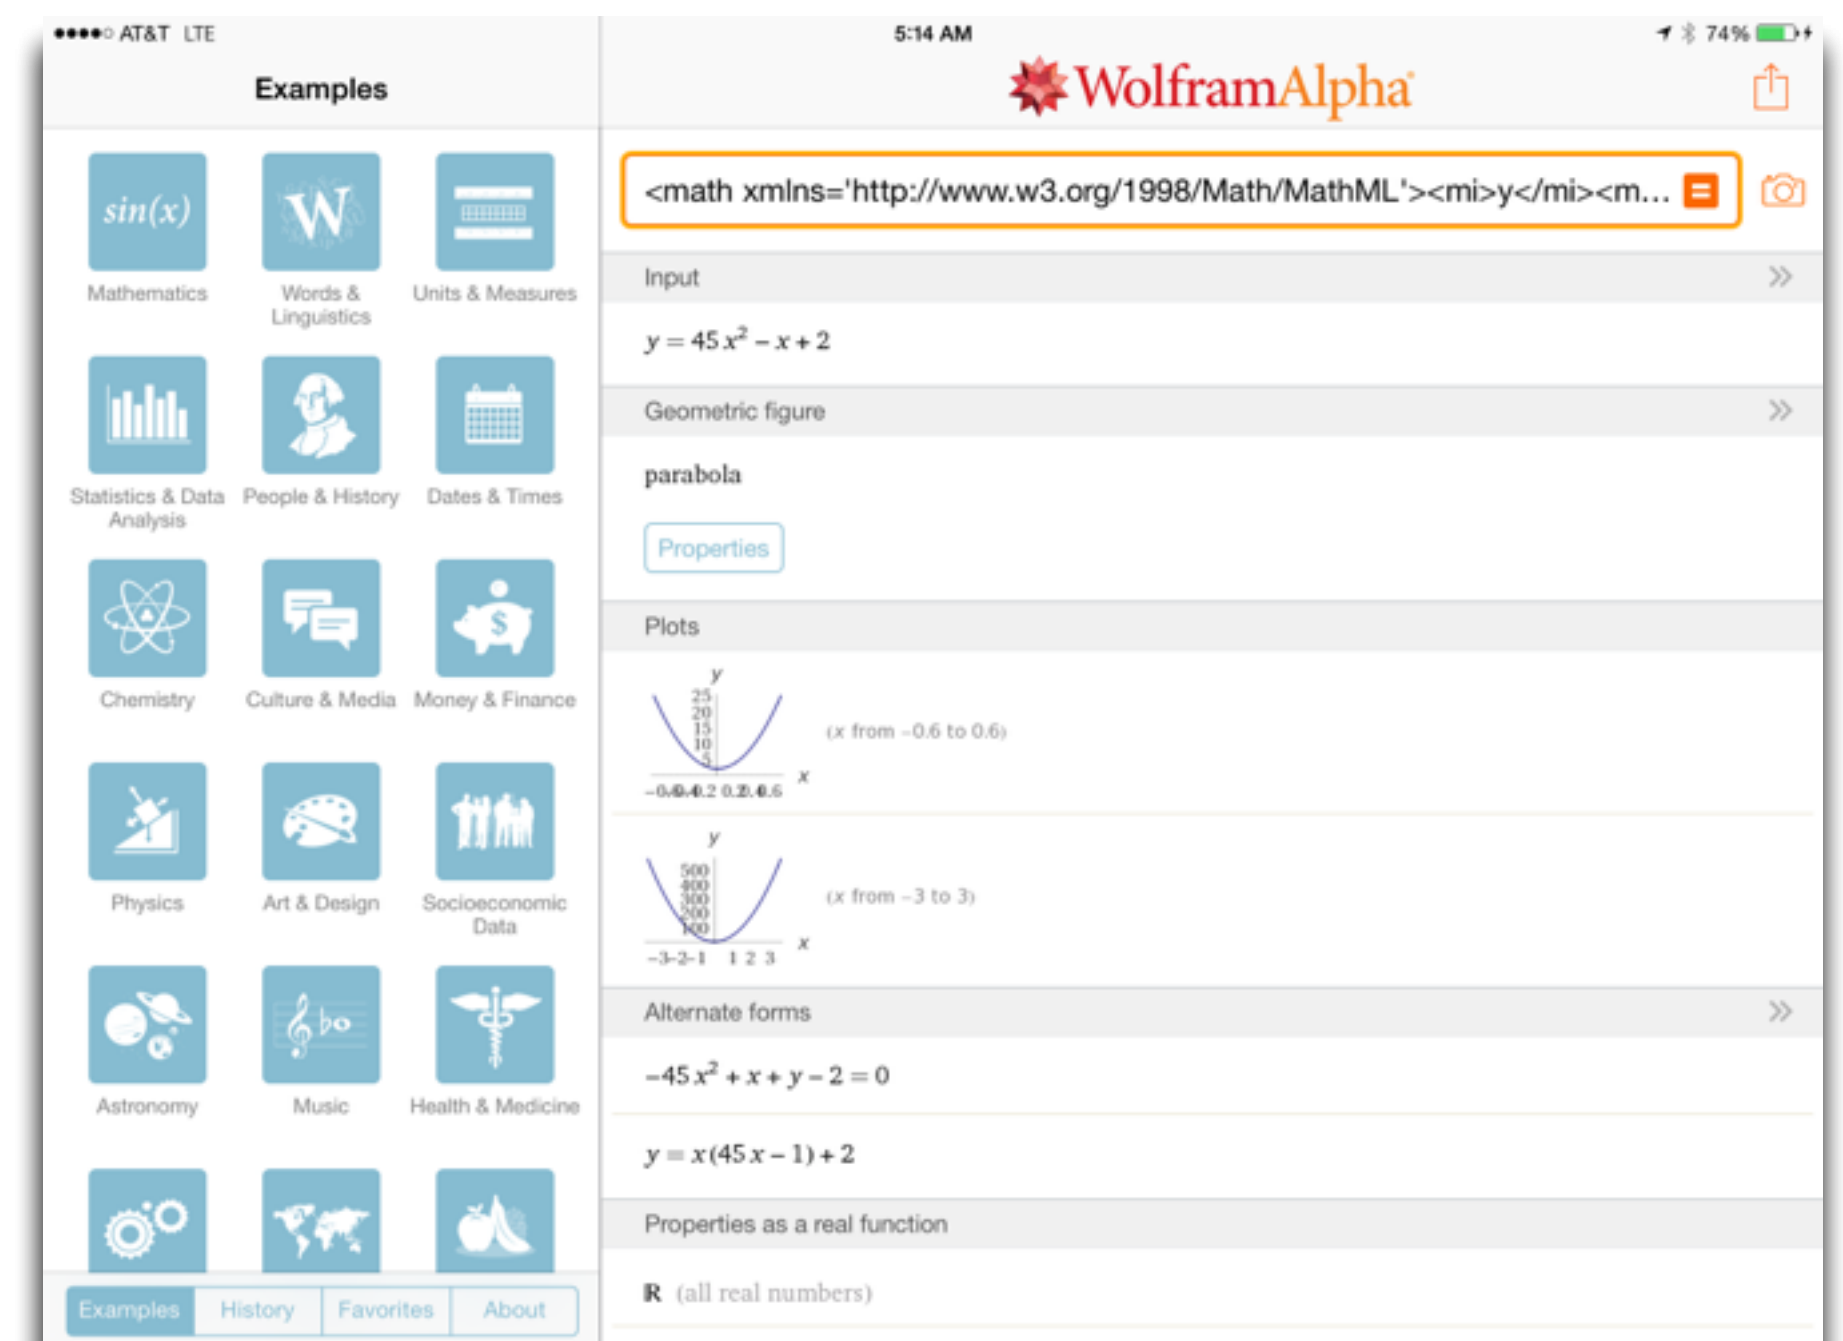 AT&T LTE
5:14 AM
74%
Examples
WolframAlpha
sin(x)
W
Mathematics
Words &
Linguistics
Units & Measures
Statistics & Data
Analysis
People & History
Dates & Times
$
Chemistry
Culture & Media
Money & Finance
Physics
Art & Design
Socioeconomic
Data
Astronomy
Music
Health & Medicine
Examples
History
Favorites
About
<math xmlns='http://www.w3.org/1998/Math/MathML'><mi>y</mi><m...
Input
y = 45 x² – x + 2
Geometric figure
parabola
Properties
Plots
y
25
20
15
10
5
x
(x from –0.6 to 0.6)
y
500
400
300
200
100
x
–3 –2 –1 1 2 3
(x from –3 to 3)
Alternate forms
–45 x² + x + y – 2 = 0
y = x (45 x – 1) + 2
Properties as a real function
ℝ (all real numbers)